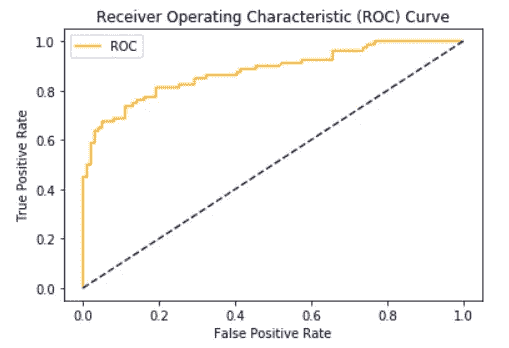 Receiver Operating Characteristic (ROC) Curve
ROC
1.0
0.8
0.6
0.4
0.2
0.0
True Positive Rate
0.0 0.2 0.4 0.6 0.8 1.0
False Positive Rate